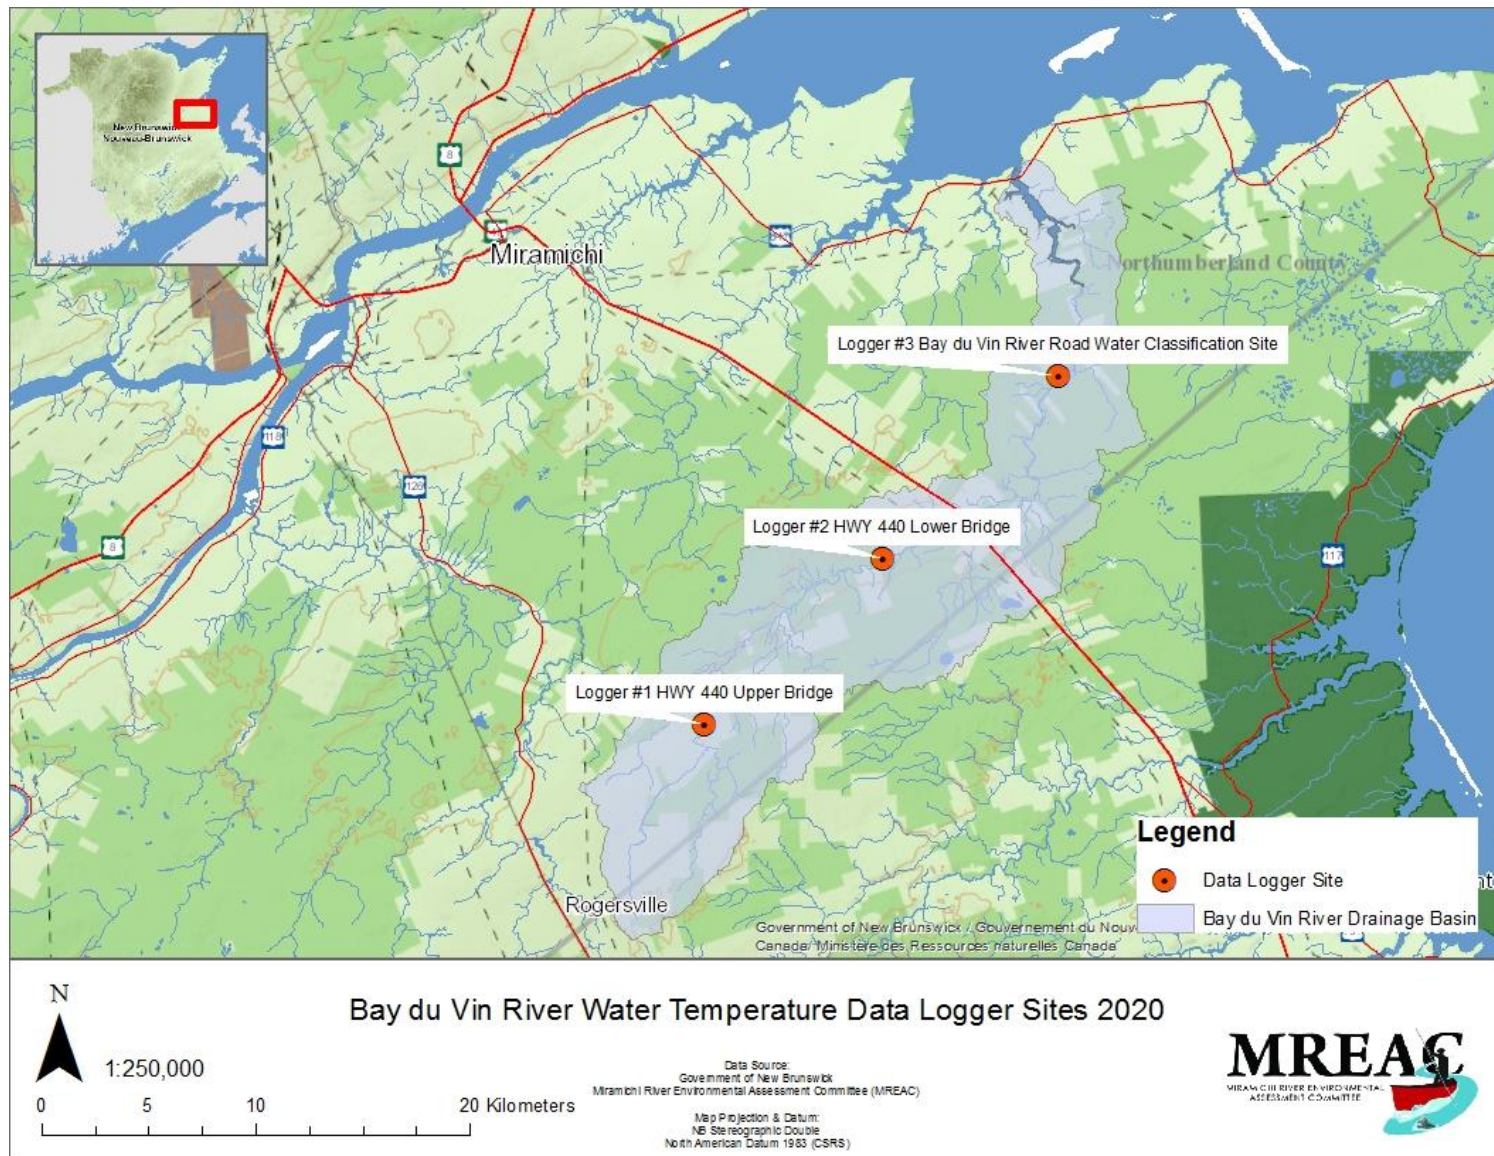 New Brunswick
Nouveau-Brunswick
8
Miramichi
Northumberland County
Logger #3 Bay du Vin River Road Water Classification Site
118
126
8
Logger #2 HWY 440 Lower Bridge
117
Logger #1 HWY 440 Upper Bridge
Rogersville
Government of New Brunswick / Gouvernement du Nouv
Canada/ Ministère des Ressources naturelles Canada
Legend
Data Logger Site
Bay du Vin River Drainage Basin
N
1:250,000
0 5 10 20 Kilometers
Bay du Vin River Water Temperature Data Logger Sites 2020
Data Source:
Government of New Brunswick
Miramichi River Environmental Assessment Committee (MREAC)
Map Projection & Datum:
NB Stereographic Double
North American Datum 1983 (CSRS)
MREAC
MIRAMICHI RIVER ENVIRONMENTAL
ASSESSMENT COMMITTEE